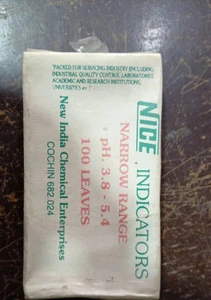 "PACKED FOR SERVICING INDUSTRY (INCLUDING
INDUSTRIAL QUALITY CONTROL LABORATORIES
ACADEMIC AND RESEARCH INSTITUTIONS,
UNIVERSITIES
NICE INDICATORS
NARROW RANGE
pH. 3.8 - 5.4
100 LEAVES
New India Chemical Enterprises
COCHIN 682 024